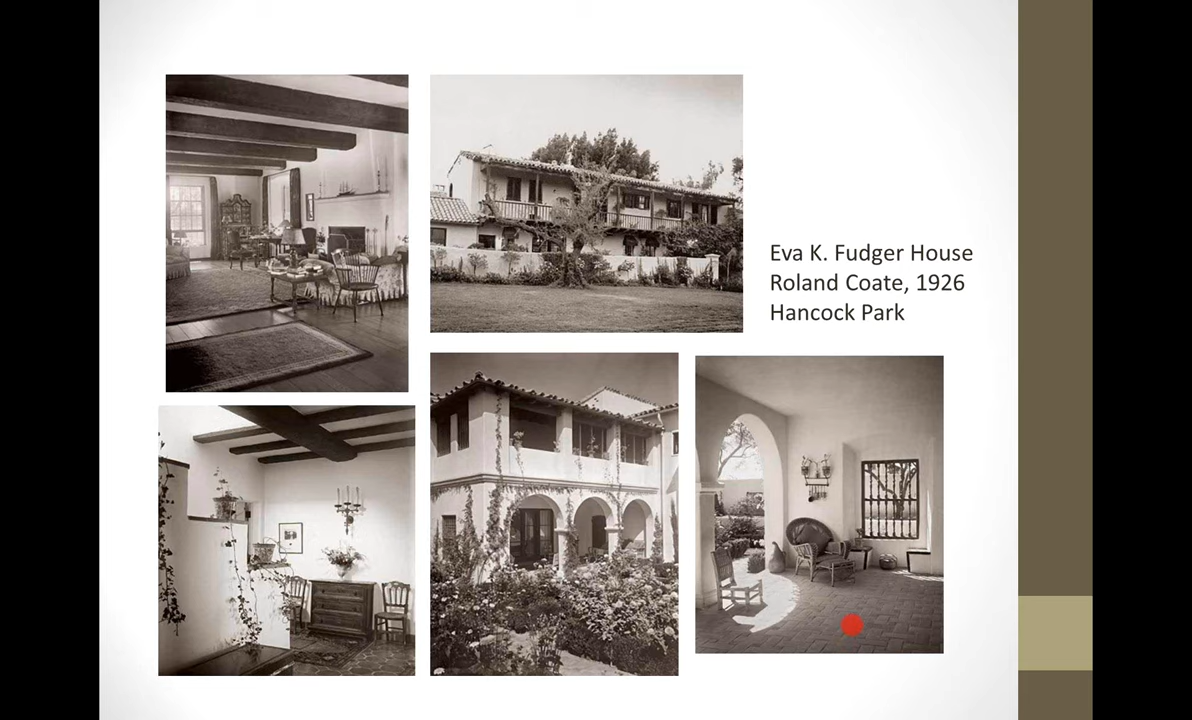 Eva K. Fudger House
Roland Coate, 1926
Hancock Park